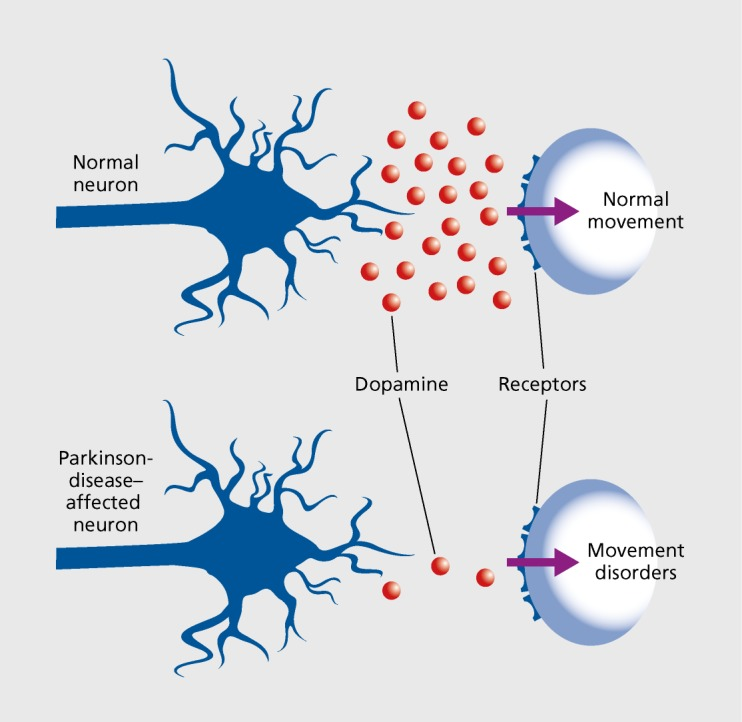 Normal
neuron
Normal
movement
Dopamine
Receptors
Parkinson-
disease–
affected
neuron
Movement
disorders